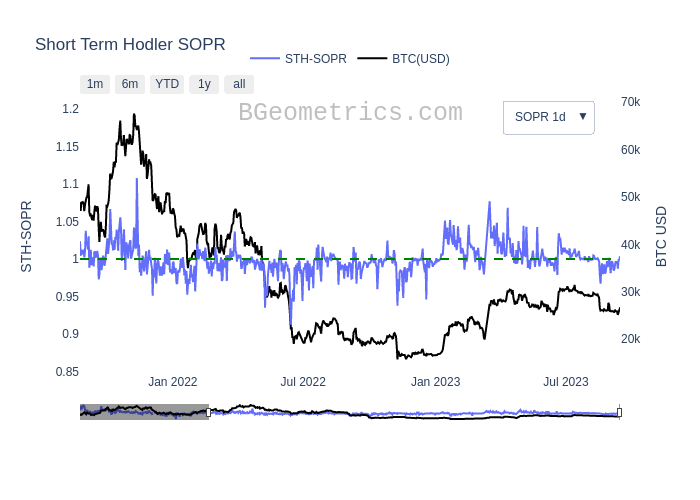 Short Term Hodler SOPR
STH-SOPR BTC(USD)
1m 6m YTD 1y all
BGeometrics.com
SOPR 1d ▼
STH-SOPR
1.2
1.15
1.1
1.05
1
0.95
0.9
0.85
70k
60k
50k
40k
30k
20k
BTC USD
Jan 2022 Jul 2022 Jan 2023 Jul 2023